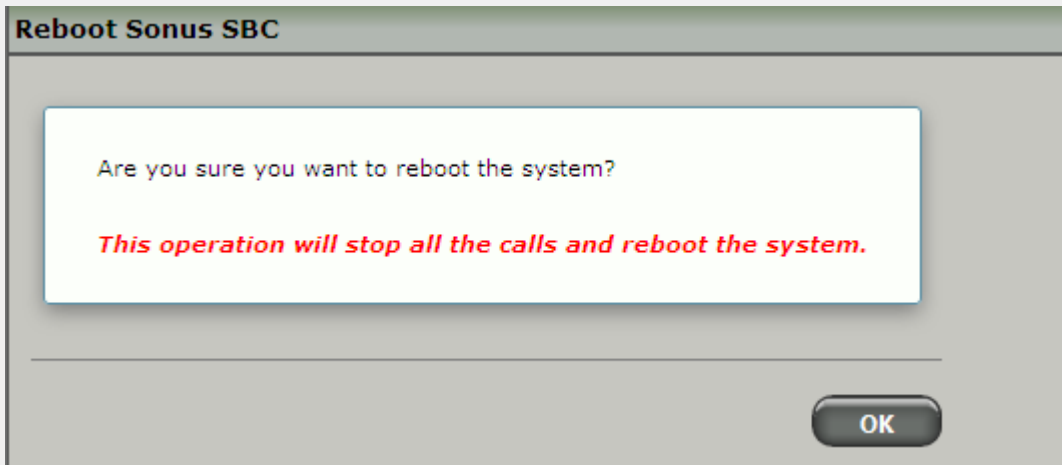 Reboot Sonus SBC
Are you sure you want to reboot the system?
This operation will stop all the calls and reboot the system.
OK